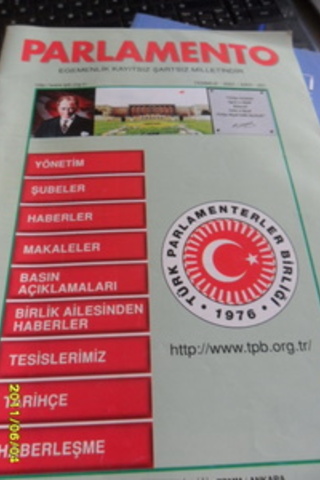 PARLAMENTO
EGEMENLİK KAYITSIZ ŞARTSIZ MİLLETİNDİR
YÖNETİM
ŞUBELER
HABERLER
MAKALELER
BASIN
AÇIKLAMALARI
BİRLİK AİLESİNDEN
HABERLER
TESİSLERİMİZ
TARİHÇE
HABERLEŞME
TÜRK PARLAMENTERLER BİRLİĞİ
• 1976 •
http://www.tpb.org.tr/
2011/06/04